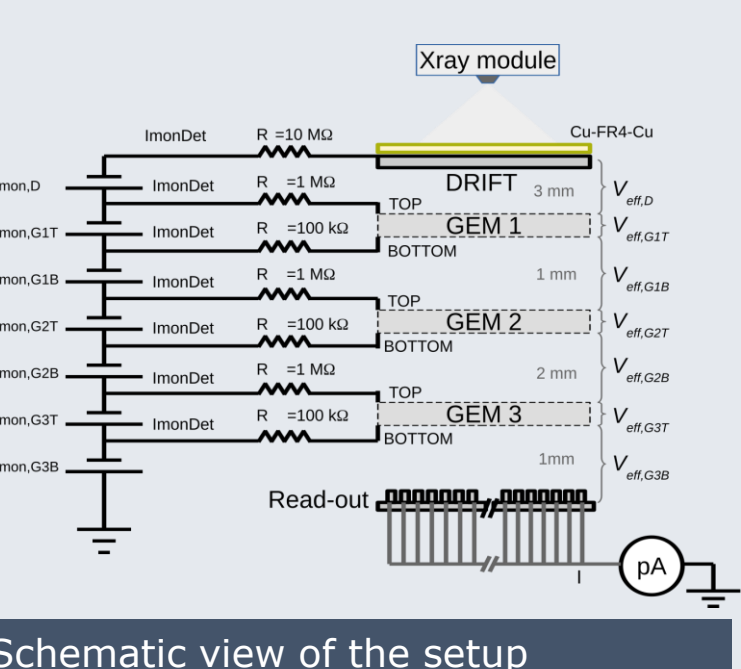 Xray module
Cu-FR4-Cu
ImonDet R =10 MΩ
DRIFT 3 mm
mon,D ImonDet R =1 MΩ V eff,D
TOP
mon,G1T ImonDet R =100 kΩ GEM 1 V eff,G1T
BOTTOM
mon,G1B ImonDet R =1 MΩ 1 mm V eff,G1B
TOP
mon,G2T ImonDet R =100 kΩ GEM 2 V eff,G2T
BOTTOM
mon,G2B ImonDet R =1 MΩ 2 mm V eff,G2B
TOP
mon,G3T ImonDet R =100 kΩ GEM 3 V eff,G3T
BOTTOM
mon,G3B 1mm V eff,G3B
Read-out
I
pA
Schematic view of the setup